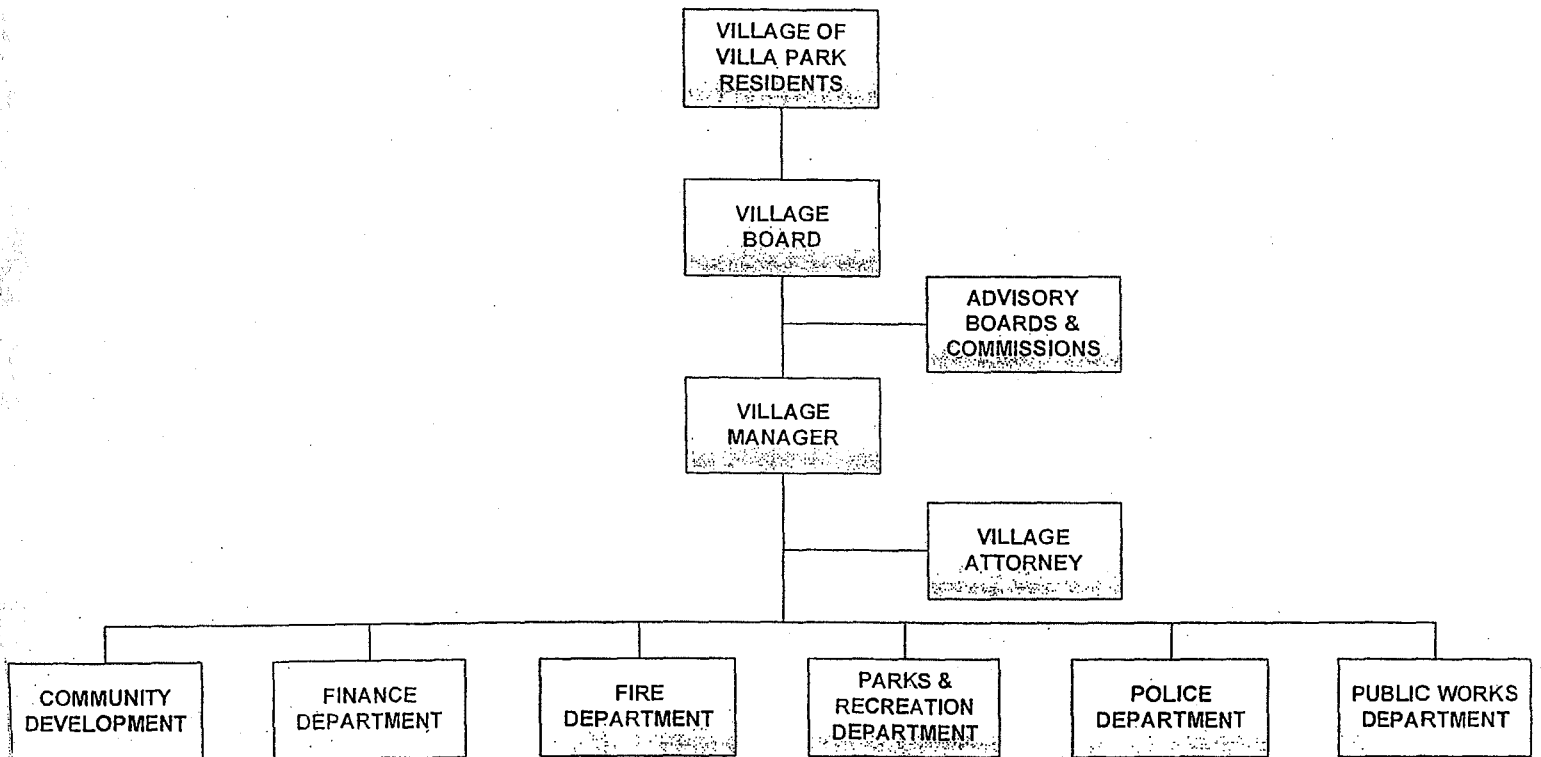 VILLAGE OF
VILLA PARK
RESIDENTS
VILLAGE
BOARD
ADVISORY
BOARDS &
COMMISSIONS
VILLAGE
MANAGER
VILLAGE
ATTORNEY
COMMUNITY
DEVELOPMENT
FINANCE
DEPARTMENT
FIRE
DEPARTMENT
PARKS &
RECREATION
DEPARTMENT
POLICE
DEPARTMENT
PUBLIC WORKS
DEPARTMENT